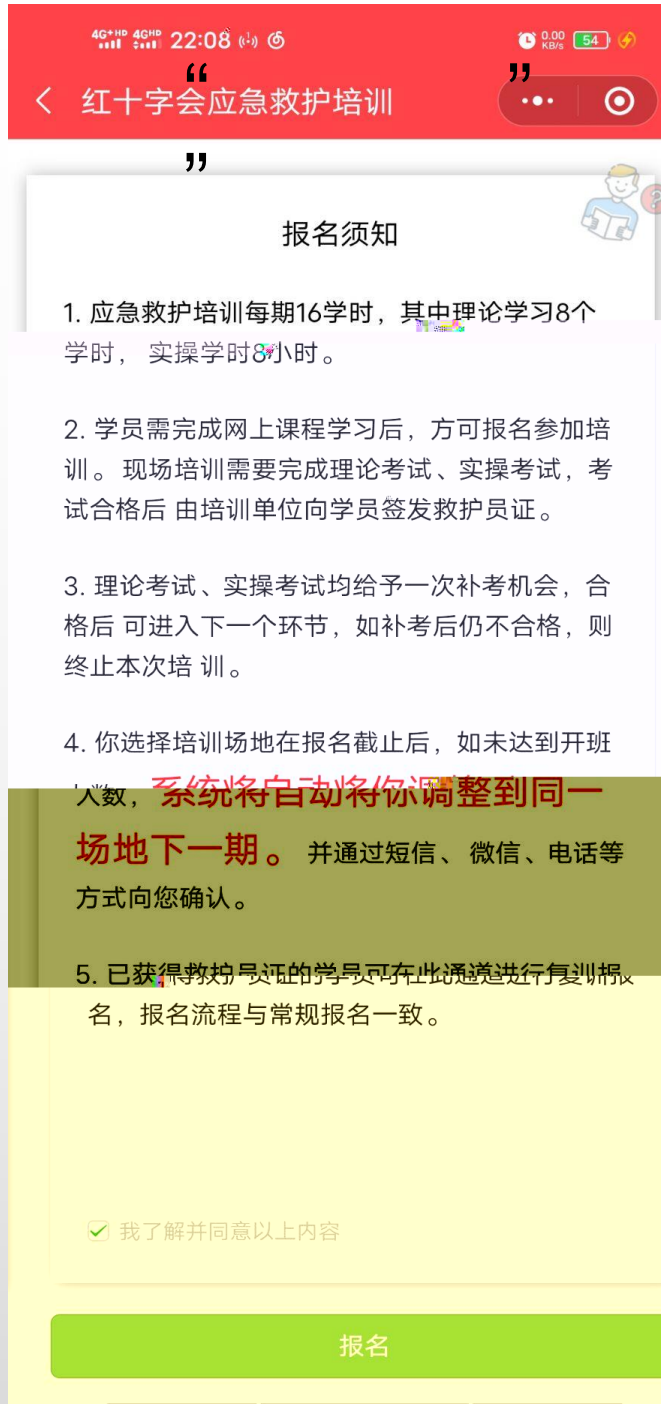 4G+HD 4GHD 22:08 0.00 KB/s 54
“ ”
红十字会应急救护培训
”
报名须知
1. 应急救护培训每期16学时，其中理论学习8个
学时， 实操学时8小时。
2. 学员需完成网上课程学习后，方可报名参加培
训。 现场培训需要完成理论考试、实操考试，考
试合格后 由培训单位向学员签发救护员证。
3. 理论考试、实操考试均给予一次补考机会，合
格后 可进入下一个环节，如补考后仍不合格，则
终止本次培 训。
4. 你选择培训场地在报名截止后，如未达到开班
人数，系统将自动将你调整到同一
场地下一期。 并通过短信、 微信、电话等
方式向您确认。
5. 已获得救护员证的学员可在此通道进行复训报
名，报名流程与常规报名一致。
我了解并同意以上内容
报名